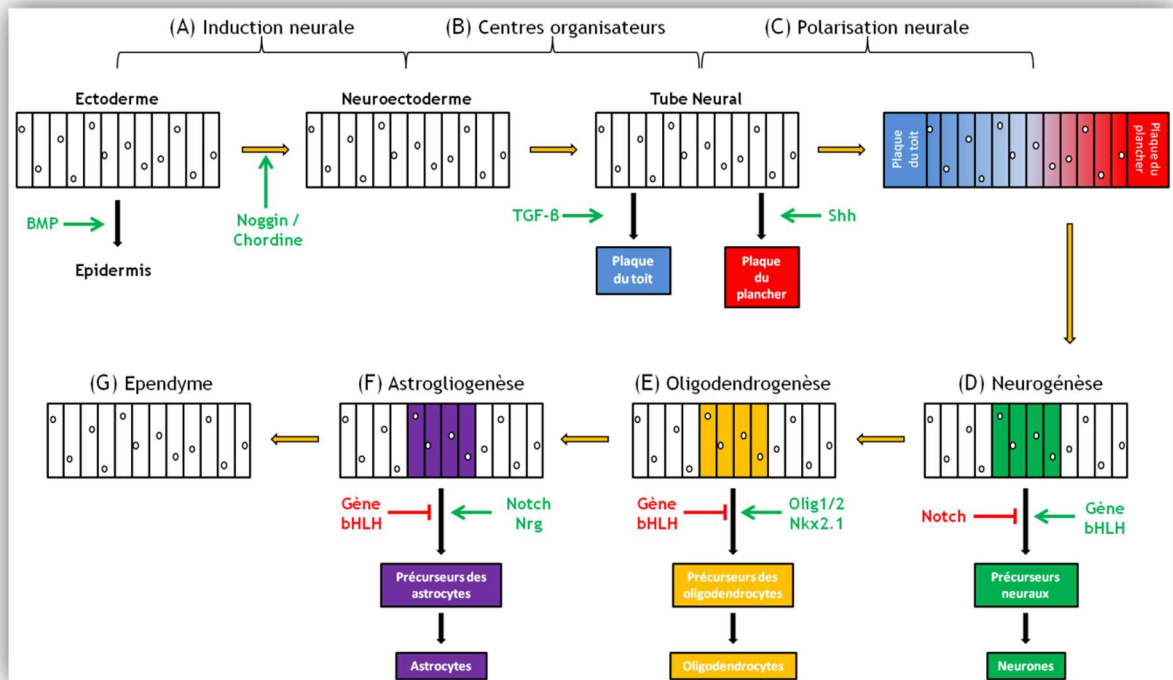 (A) Induction neurale
(B) Centres organisateurs
(C) Polarisation neurale
Ectoderme
Neuroectoderme
Tube Neural
Plaque
du toit
Plaque du
plancher
BMP
Noggin /
Chordine
Epidermis
TGF-B
Shh
Plaque
du toit
Plaque
du
plancher
(G) Ependyme
(F) Astrogliogenèse
(E) Oligodendrogenèse
(D) Neurogénèse
Gène
bHLH
Notch
Nrg
Gène
bHLH
Olig1/2
Nkx2.1
Notch
Gène
bHLH
Précurseurs des
astrocytes
Précurseurs des
oligodendrocytes
Précurseurs
neuraux
Astrocytes
Oligodendrocytes
Neurones